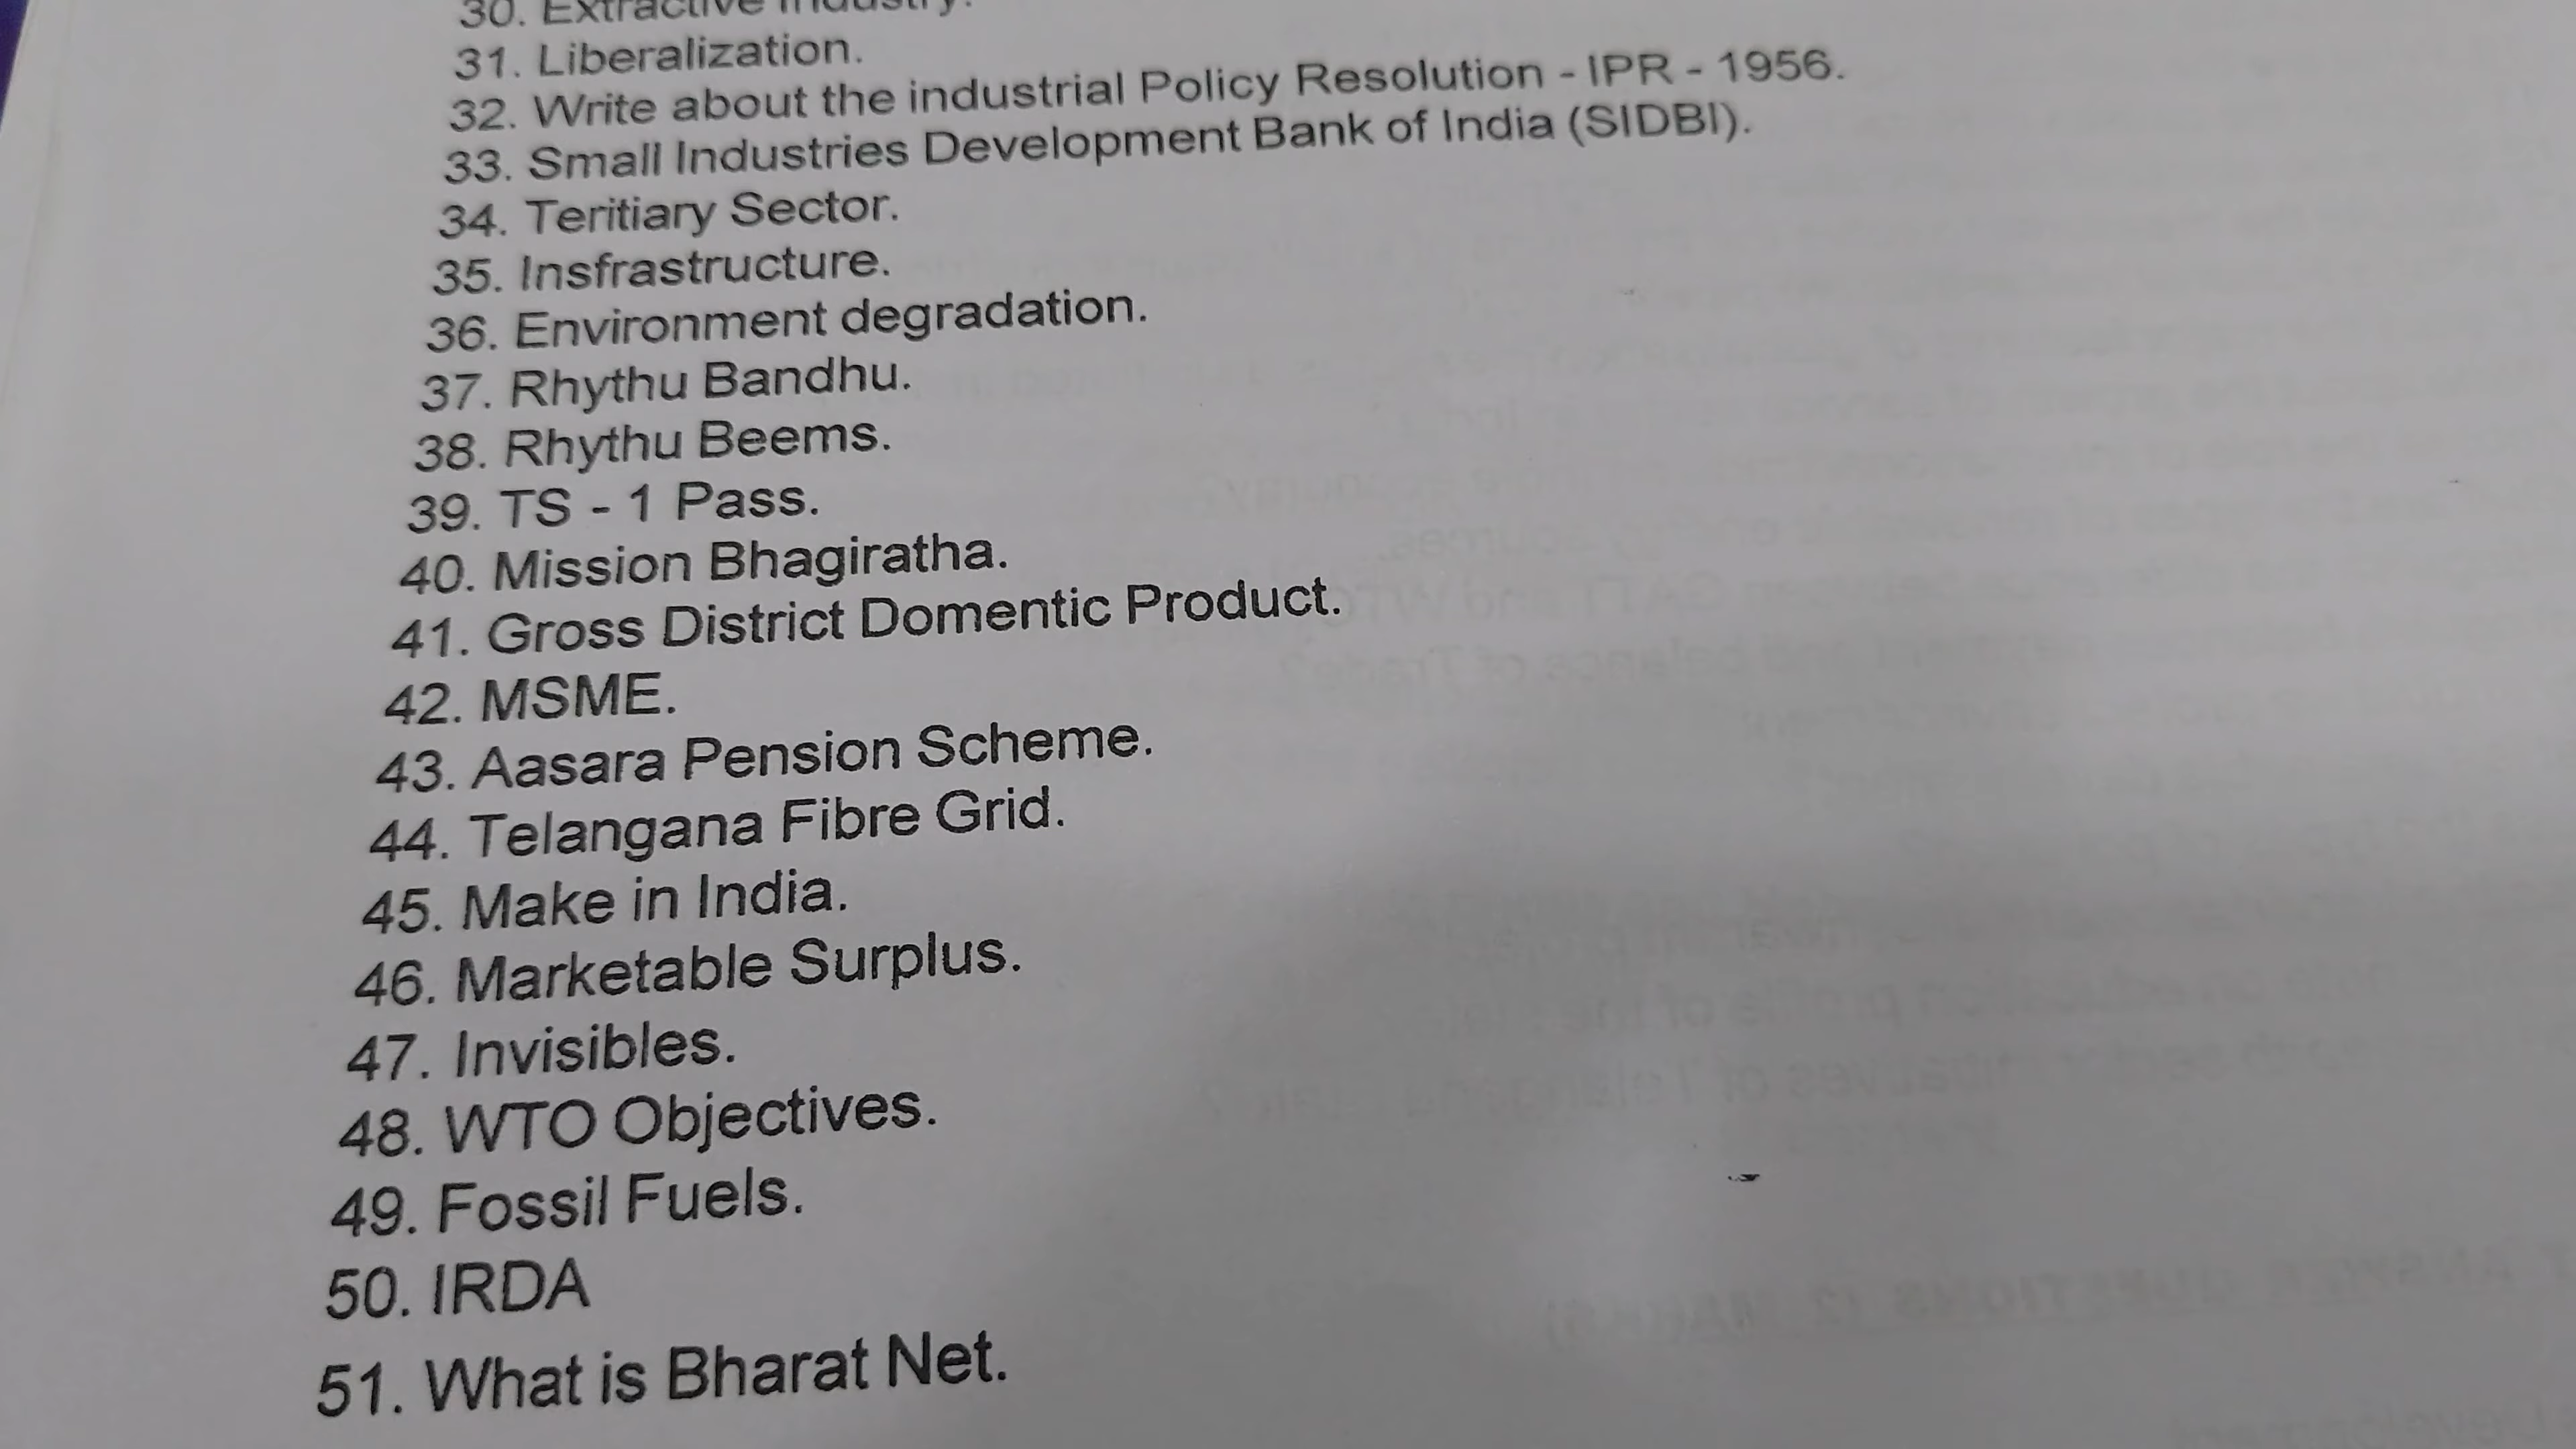 30. Extractive Industry.
31. Liberalization.
32. Write about the industrial Policy Resolution - IPR - 1956.
33. Small Industries Development Bank of India (SIDBI).
34. Teritiary Sector.
35. Insfrastructure.
36. Environment degradation.
37. Rhythu Bandhu.
38. Rhythu Beems.
39. TS - 1 Pass.
40. Mission Bhagiratha.
41. Gross District Domentic Product.
42. MSME.
43. Aasara Pension Scheme.
44. Telangana Fibre Grid.
45. Make in India.
46. Marketable Surplus.
47. Invisibles.
48. WTO Objectives.
49. Fossil Fuels.
50. IRDA
51. What is Bharat Net.